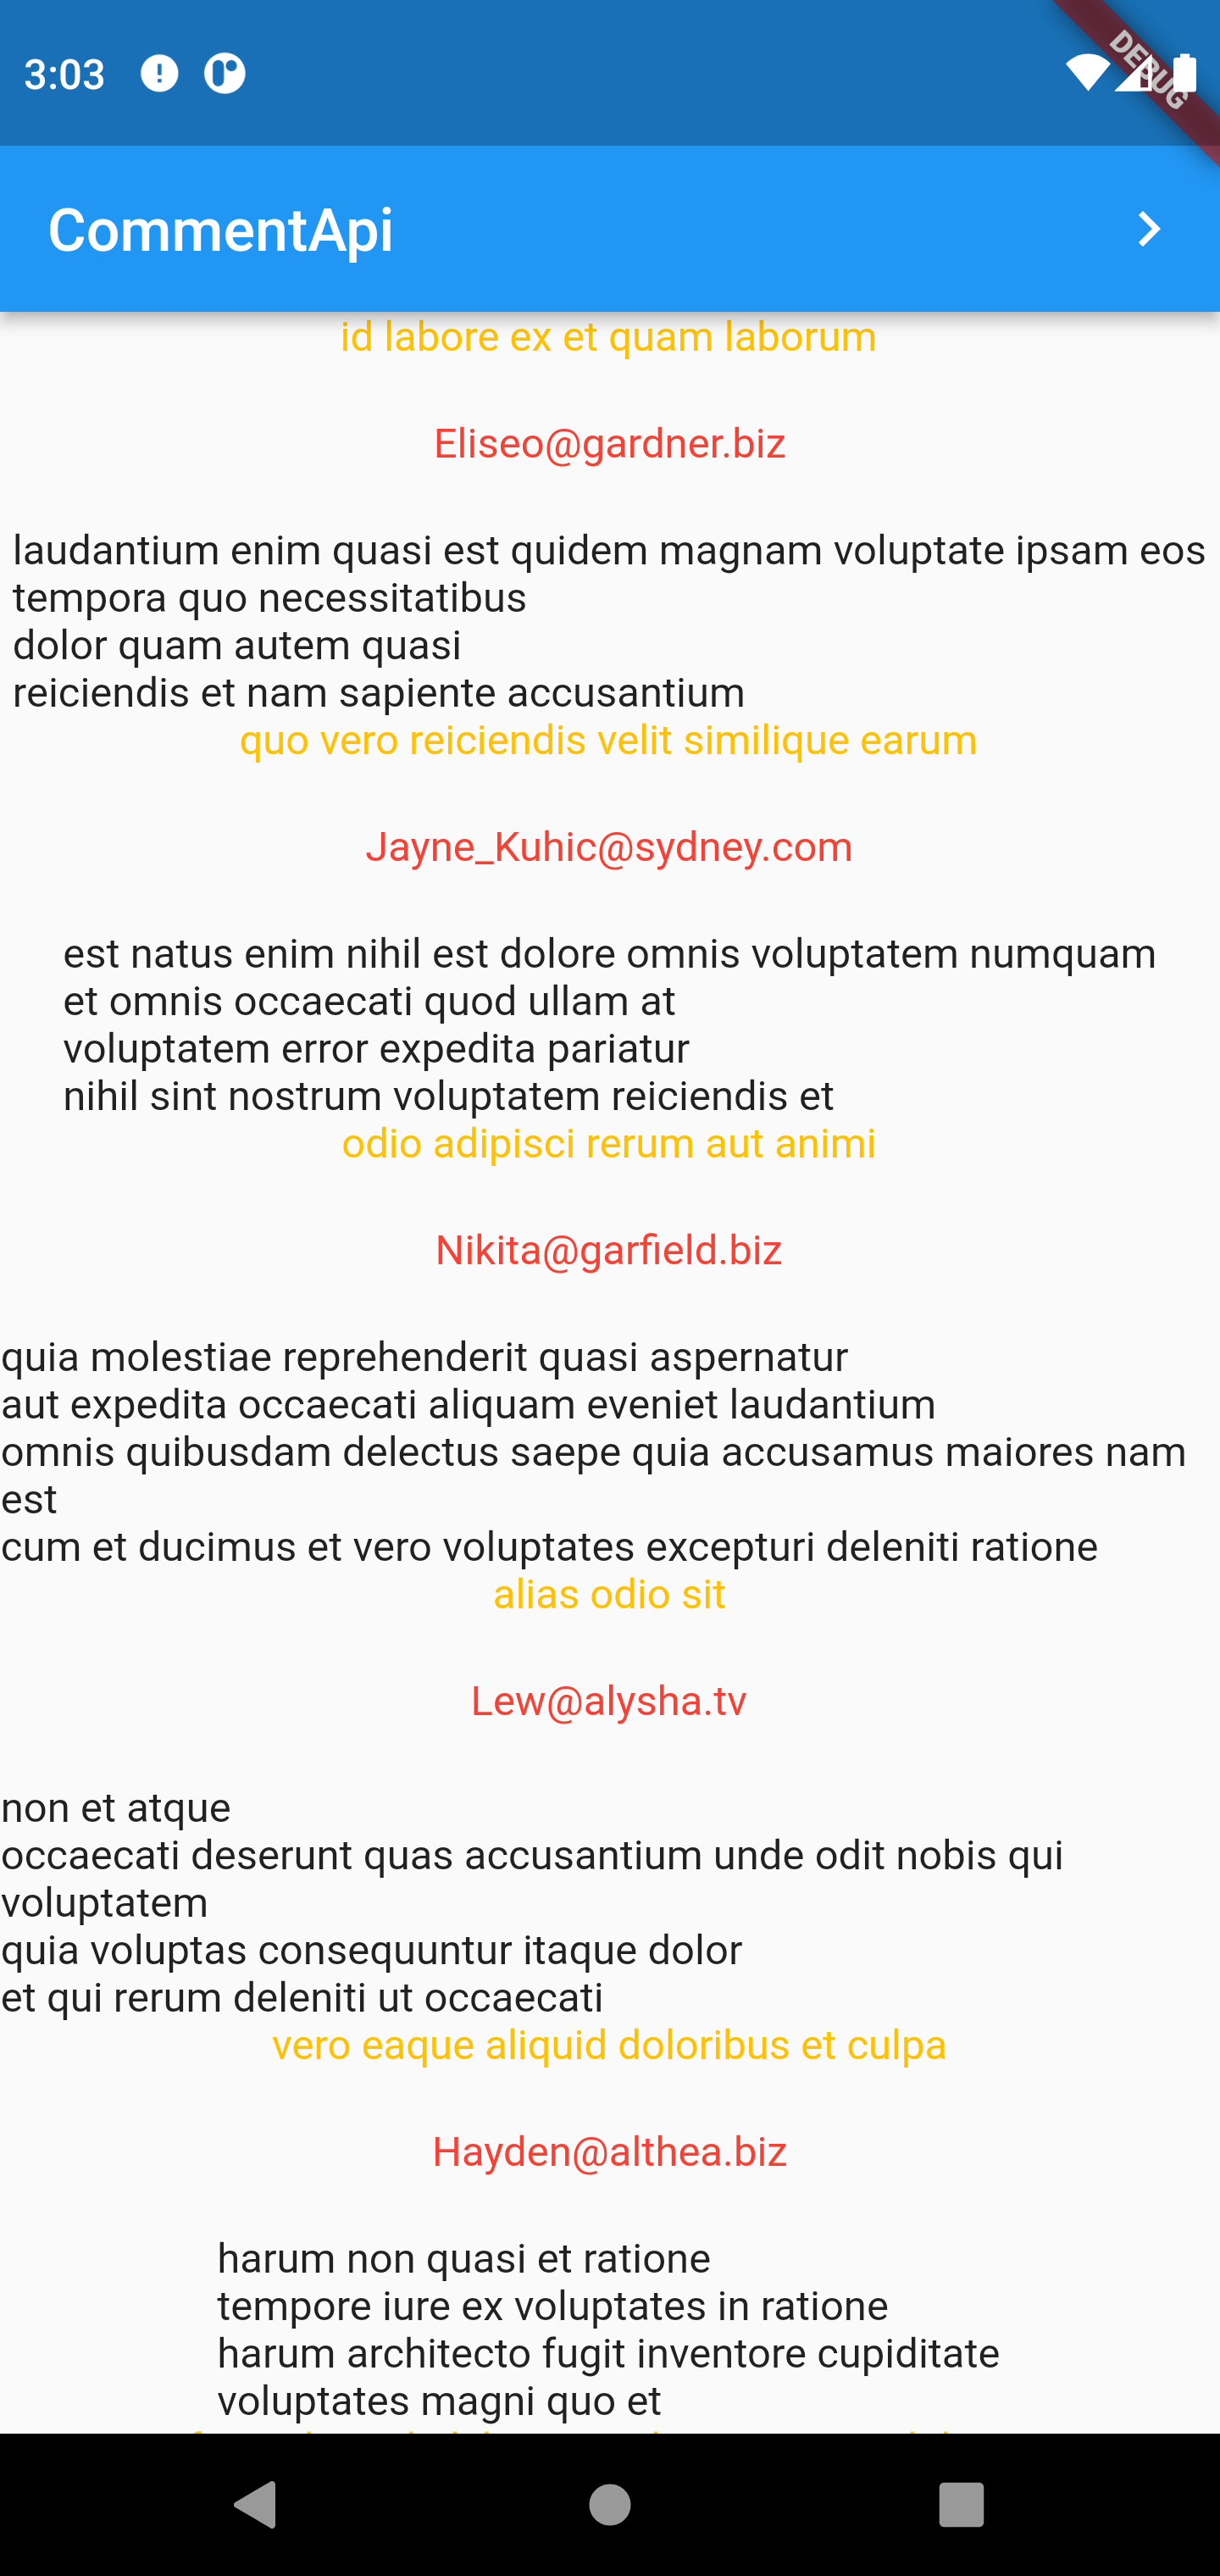 3:03
DEBUG
CommentApi
id labore ex et quam laborum
Eliseo@gardner.biz
laudantium enim quasi est quidem magnam voluptate ipsam eos
tempora quo necessitatibus
dolor quam autem quasi
reiciendis et nam sapiente accusantium
quo vero reiciendis velit similique earum
Jayne_Kuhic@sydney.com
est natus enim nihil est dolore omnis voluptatem numquam
et omnis occaecati quod ullam at
voluptatem error expedita pariatur
nihil sint nostrum voluptatem reiciendis et
odio adipisci rerum aut animi
Nikita@garfield.biz
quia molestiae reprehenderit quasi aspernatur
aut expedita occaecati aliquam eveniet laudantium
omnis quibusdam delectus saepe quia accusamus maiores nam
est
cum et ducimus et vero voluptates excepturi deleniti ratione
alias odio sit
Lew@alysha.tv
non et atque
occaecati deserunt quas accusantium unde odit nobis qui
voluptatem
quia voluptas consequuntur itaque dolor
et qui rerum deleniti ut occaecati
vero eaque aliquid doloribus et culpa
Hayden@althea.biz
harum non quasi et ratione
tempore iure ex voluptates in ratione
harum architecto fugit inventore cupiditate
voluptates magni quo et